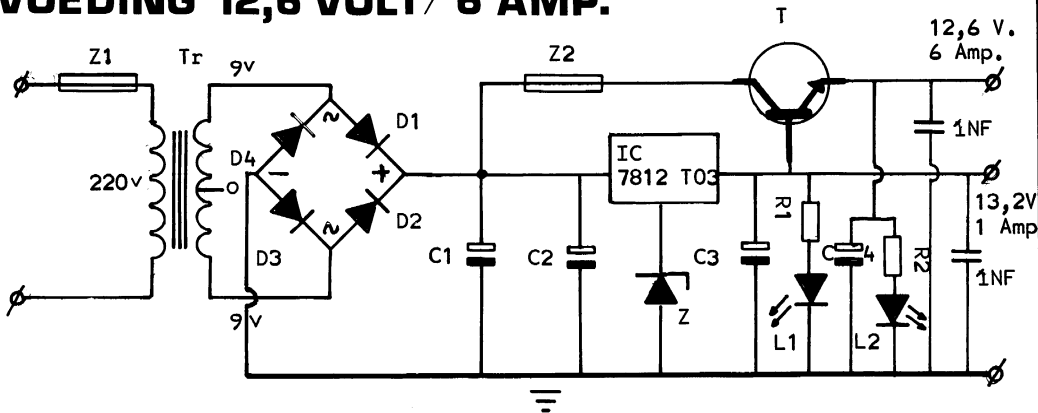 VOEDING 12,6 VOLT/ 6 AMP.
T
12,6 V.
6 Amp.
Z1
Tr
9v
Z2
~
D1
1NF
D4
-
+
IC
7812 TO3
220v
O
13,2V
1 Amp
R1
D2
~
D3
C1
C2
C3
C4
R2
1NF
Z
9v
L1
L2